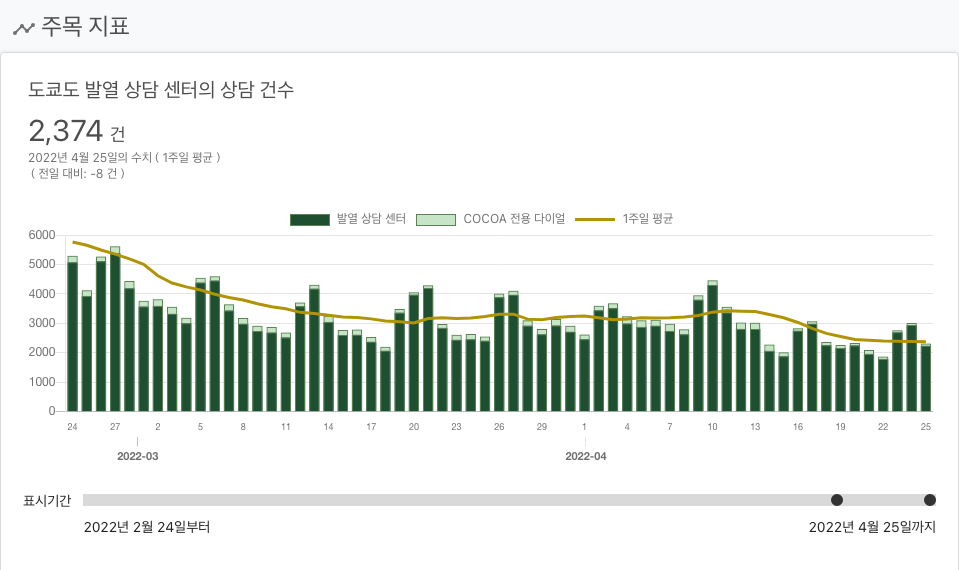 주목 지표
도쿄도 발열 상담 센터의 상담 건수
2,374 건
2022년 4월 25일의 수치 ( 1주일 평균 )
( 전일 대비: -8 건 )
발열 상담 센터 COCOA 전용 다이얼 1주일 평균
6000
5000
4000
3000
2000
1000
0
24 27 2 5 8 11 14 17 20 23 26 29 1 4 7 10 13 16 19 22 25
2022-03 2022-04
표시기간
2022년 2월 24일부터 2022년 4월 25일까지